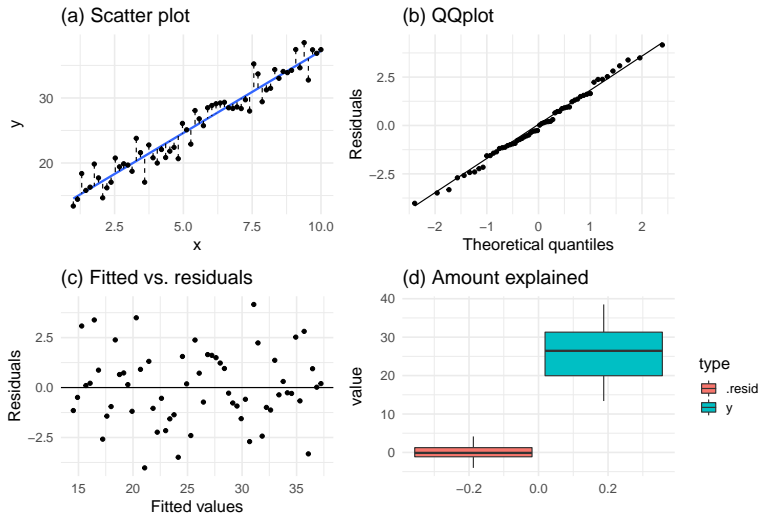 (a) Scatter plot
y
30
20
2.5
5.0
7.5
10.0
x
(b) QQplot
Residuals
2.5
0.0
−2.5
−2
−1
0
1
2
Theoretical quantiles
(c) Fitted vs. residuals
Residuals
2.5
0.0
−2.5
15
20
25
30
35
Fitted values
(d) Amount explained
value
40
30
20
10
0
−0.2
0.0
0.2
type
.resid
y